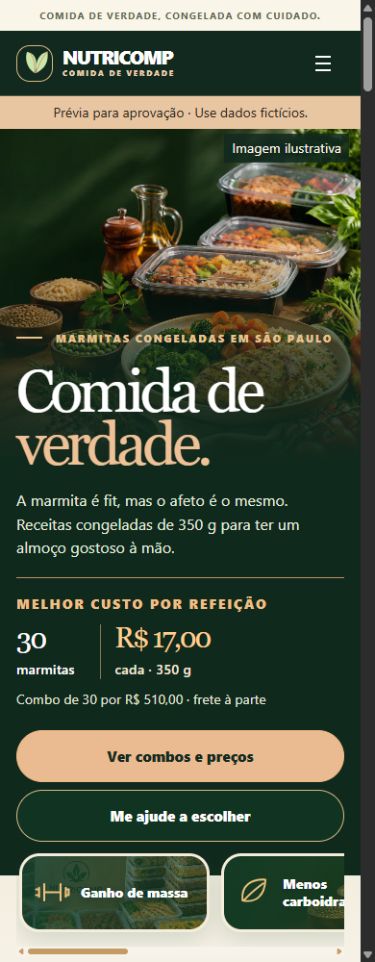 COMIDA DE VERDADE, CONGELADA COM CUIDADO.
NUTRICOMP
COMIDA DE VERDADE
Prévia para aprovação · Use dados fictícios.
Imagem ilustrativa
MARMITAS CONGELADAS EM SÃO PAULO
Comida de
verdade.
A marmita é fit, mas o afeto é o mesmo.
Receitas congeladas de 350 g para ter um
almoço gostoso à mão.
MELHOR CUSTO POR REFEIÇÃO
30
marmitas
R$ 17,00
cada · 350 g
Combo de 30 por R$ 510,00 · frete à parte
Ver combos e preços
Me ajude a escolher
Ganho de massa
Menos
carboidra